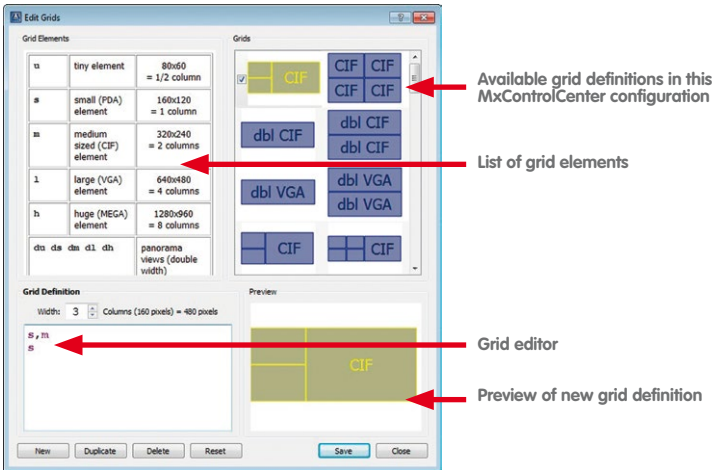 Edit Grids
Grid Elements
u tiny element 80x60
= 1/2 column
s small (PDA) 160x120
element = 1 column
m medium 320x240
sized (CIF) = 2 columns
element
l large (VGA) 640x480
element = 4 columns
h huge (MEGA) 1280x960
element = 8 columns
du ds dm dl dh panorama
views (double
width)
Grids
CIF
CIF CIF
CIF CIF
dbl CIF
dbl CIF
dbl CIF
dbl VGA
dbl VGA
dbl VGA
CIF
CIF
Available grid definitions in this
MxControlCenter configuration
List of grid elements
Grid Definition
Width: 3 Columns (160 pixels) = 480 pixels
s,m
s
Preview
CIF
Grid editor
Preview of new grid definition
New Duplicate Delete Reset Save Close